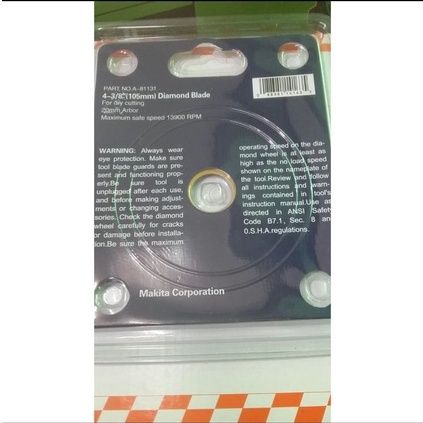 PART NO.A-81131
4-3/8"(105mm) Diamond Blade
For dry cutting
20mm Arbor
Maximum safe speed 13900 RPM
WARNING: Always wear
eye protection. Make sure
tool blade guards are pre-
sent and functioning prop-
erly.Be sure tool is
unplugged after each use,
and before making adjust-
ments or changing acces-
sories. Check the diamond
wheel carefully for cracks
or damage before installa-
tion.Be sure the maximum
operating speed on the dia-
mond wheel is at least as
high as the no-load speed
shown on the nameplate of
the tool.Review and follow
all instructions and warn-
ings contained in tool's
instruction manual.Use as
directed in ANSI Safety
Code B7.1, Sec. 8 and
O.S.H.A.regulations.
Makita Corporation